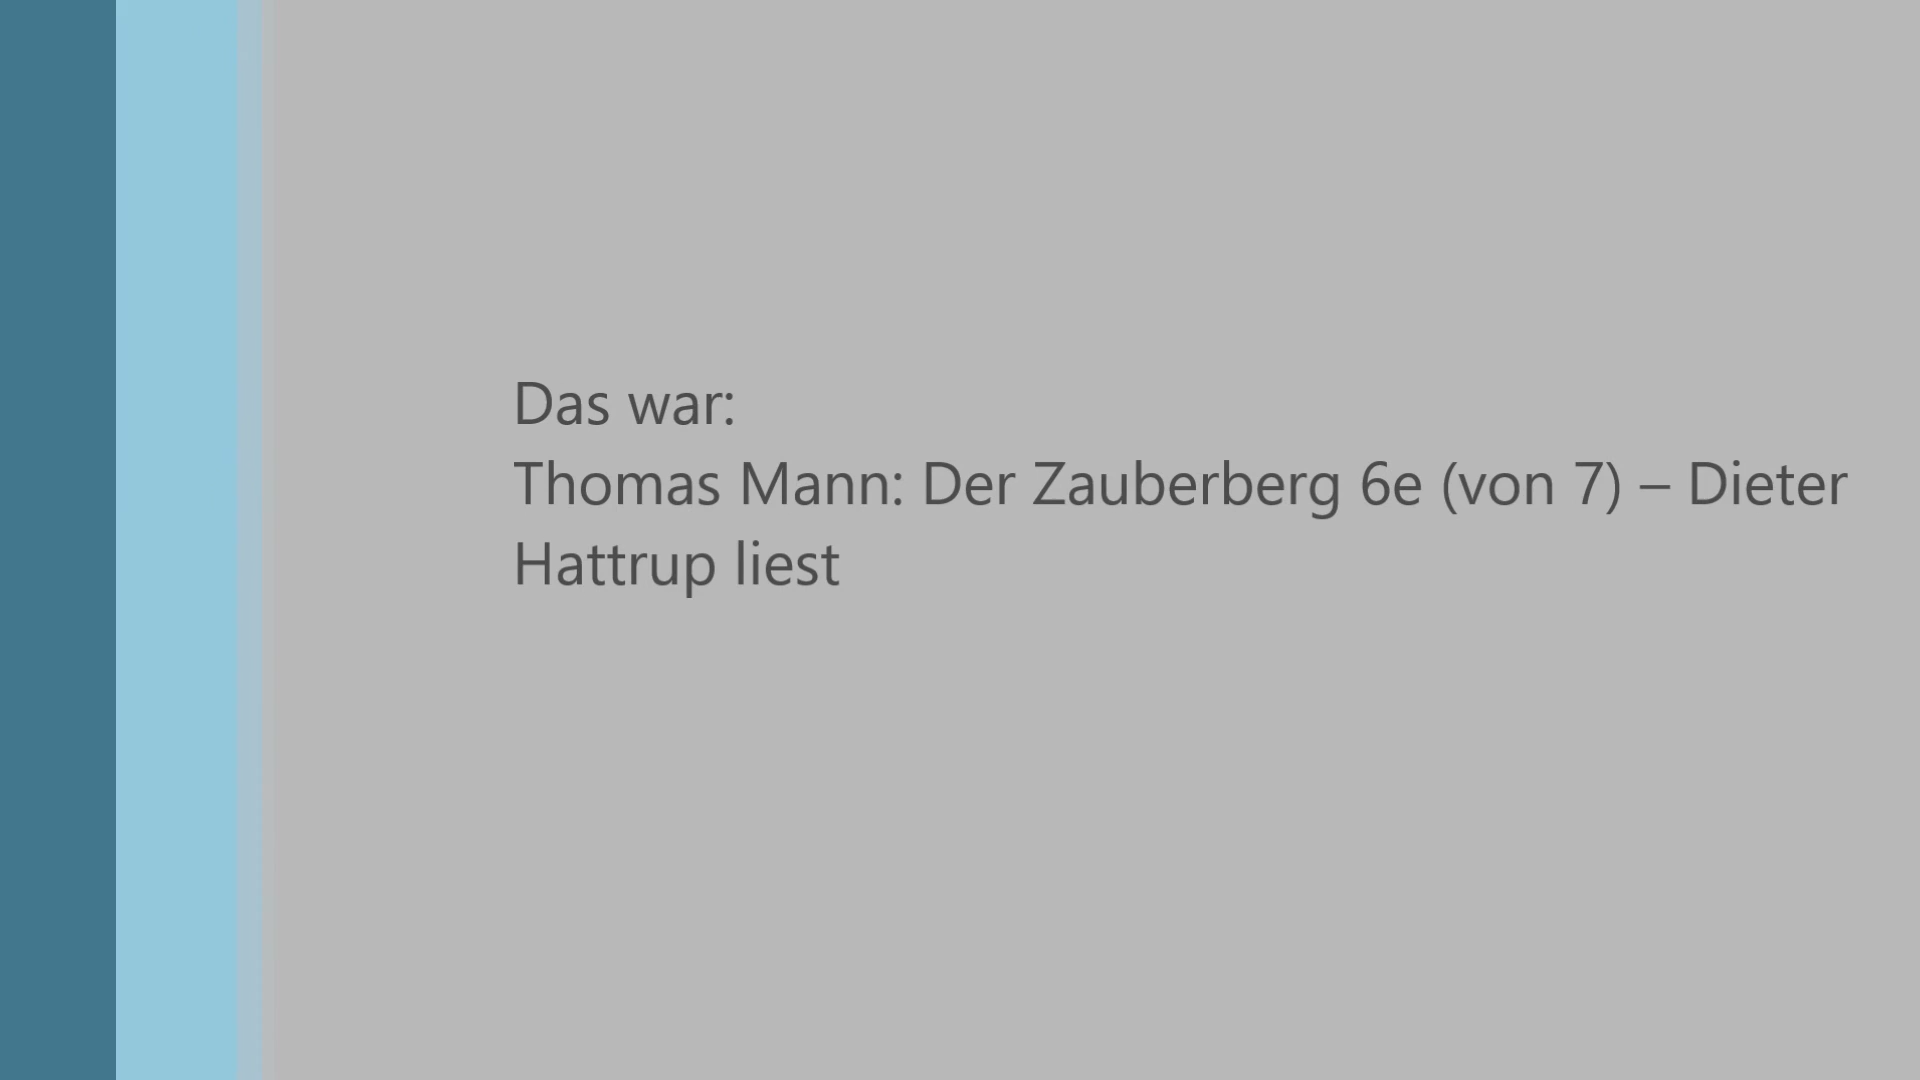 Das war:
Thomas Mann: Der Zauberberg 6e (von 7) – Dieter
Hattrup liest